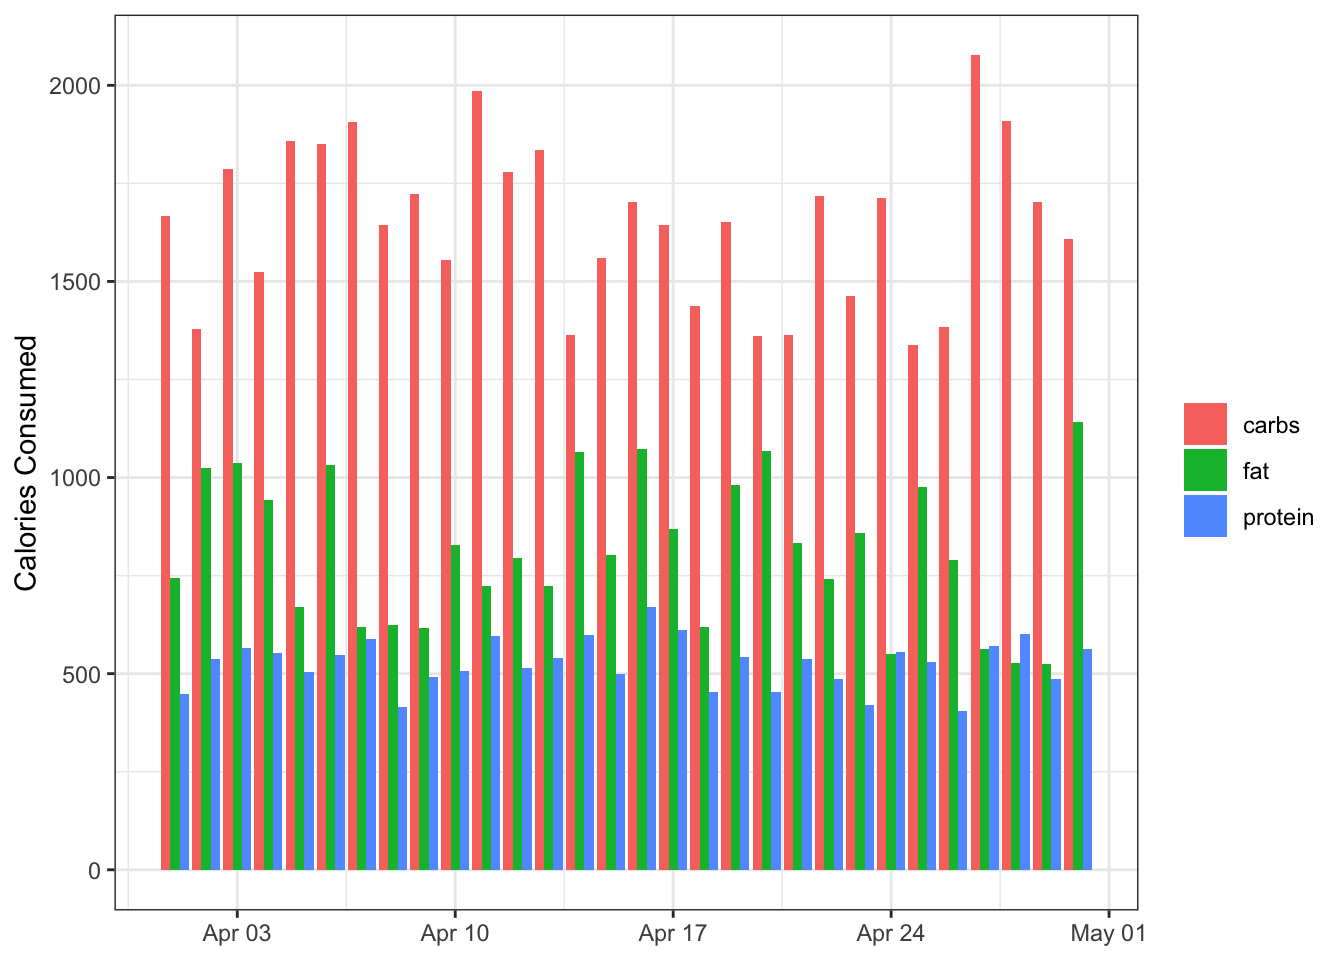 Calories Consumed
2000
1500
1000
500
0
Apr 03
Apr 10
Apr 17
Apr 24
May 01
carbs
fat
protein